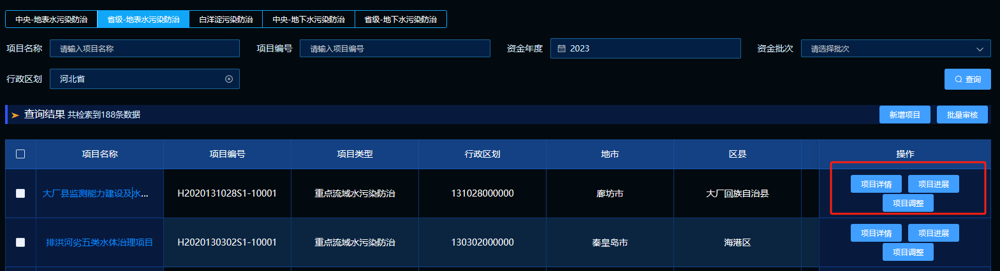 中央-地表水污染防治 省级-地表水污染防治 白洋淀污染防治 中央-地下水污染防治 省级-地下水污染防治
项目名称 请输入项目名称 项目编号 请输入项目编号 资金年度 2023 资金批次 请选择批次
行政区划 河北省 查询
查询结果 共检索到188条数据 新增项目 批量审核
项目名称 项目编号 项目类型 行政区划 地市 区县 操作
大厂县监测能力建设及水... H2020131028S1-10001 重点流域水污染防治 131028000000 廊坊市 大厂回族自治县 项目详情 项目进展
项目调整
排洪河劣五类水体治理项目 H2020130302S1-10001 重点流域水污染防治 130302000000 秦皇岛市 海港区 项目详情 项目进展
项目调整